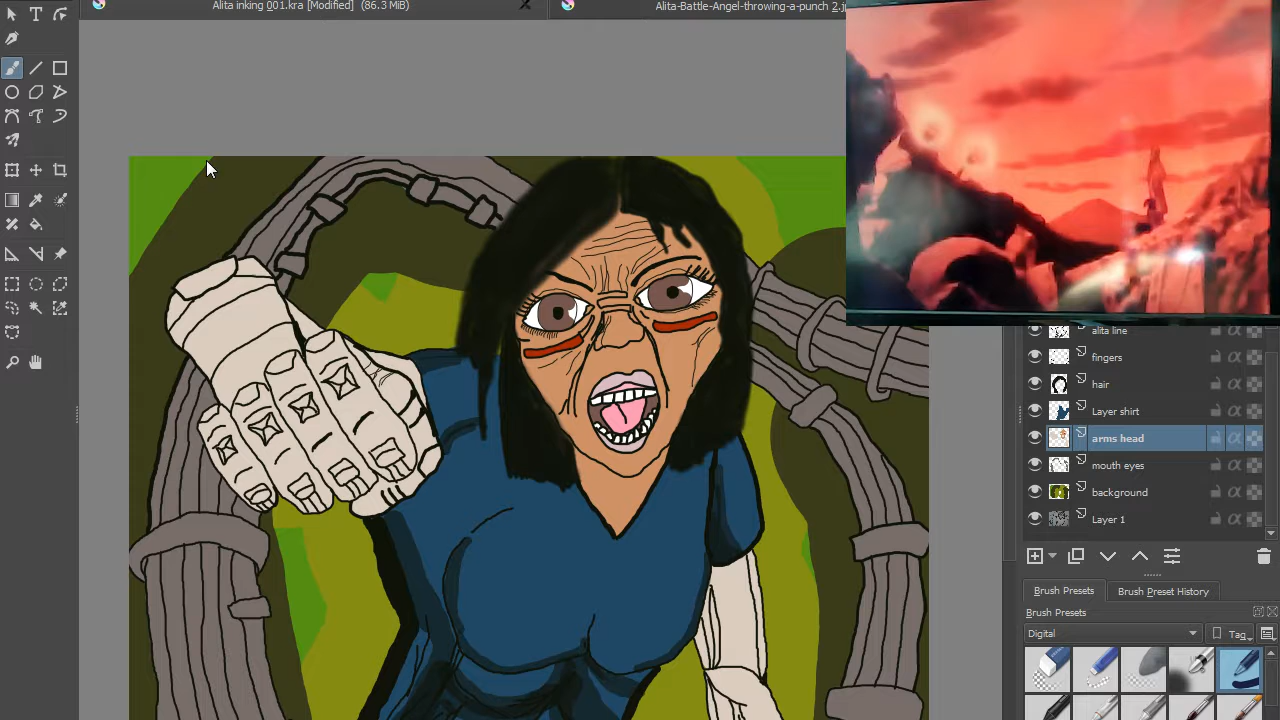 Alita inking 001.kra [Modified] (86.3 MiB)
Alita-Battle-Angel-throwing-a-punch 2.j
alita line
fingers
hair
Layer shirt
arms head
mouth eyes
background
Layer 1
Brush Presets
Brush Preset History
Brush Presets
Digital
Tag